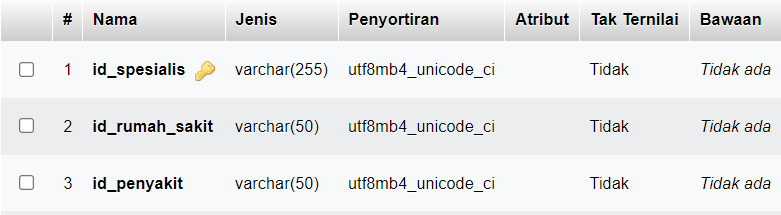 # Nama Jenis Penyortiran Atribut Tak Ternilai Bawaan
1 id_spesialis varchar(255) utf8mb4_unicode_ci Tidak Tidak ada
2 id_rumah_sakit varchar(50) utf8mb4_unicode_ci Tidak Tidak ada
3 id_penyakit varchar(50) utf8mb4_unicode_ci Tidak Tidak ada